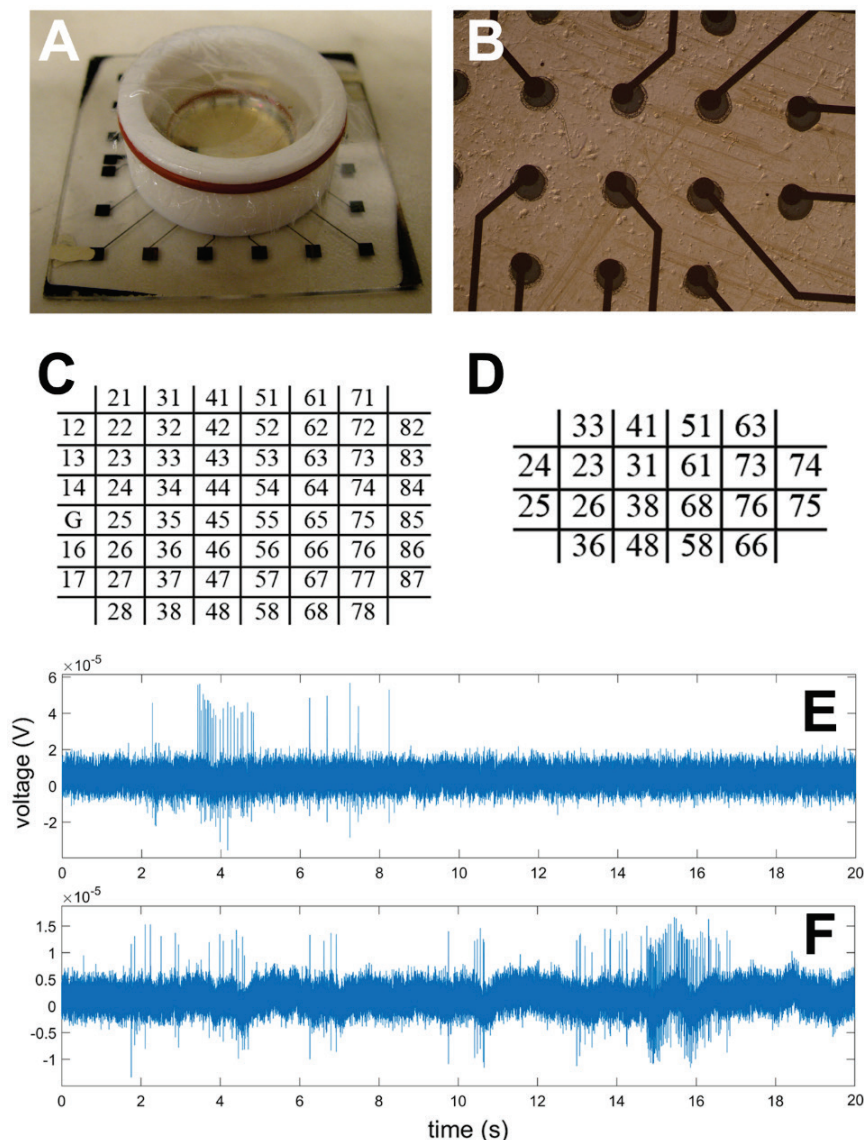 A
B
C
D
21 31 41 51 61 71
12 22 32 42 52 62 72 82
13 23 33 43 53 63 73 83
14 24 34 44 54 64 74 84
G 25 35 45 55 65 75 85
16 26 36 46 56 66 76 86
17 27 37 47 57 67 77 87
28 38 48 58 68 78
33 41 51 63
24 23 31 61 73 74
25 26 38 68 76 75
36 48 58 66
×10-5
6
4
2
0
-2
voltage (V)
E
0 2 4 6 8 10 12 14 16 18 20
×10-5
1.5
1
0.5
0
-0.5
-1
F
0 2 4 6 8 10 12 14 16 18 20
time (s)